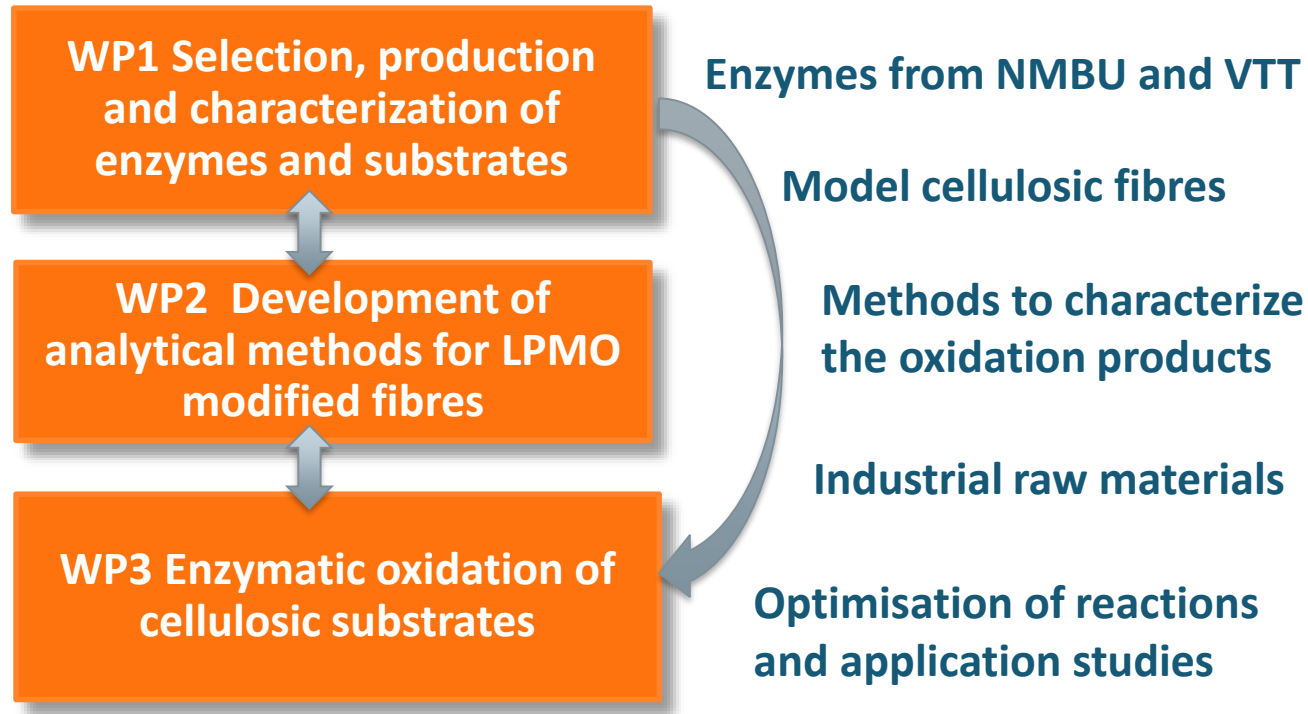 WP1 Selection, production
and characterization of
enzymes and substrates
WP2 Development of
analytical methods for LPMO
modified fibres
WP3 Enzymatic oxidation of
cellulosic substrates
Enzymes from NMBU and VTT
Model cellulosic fibres
Methods to characterize
the oxidation products
Industrial raw materials
Optimisation of reactions
and application studies